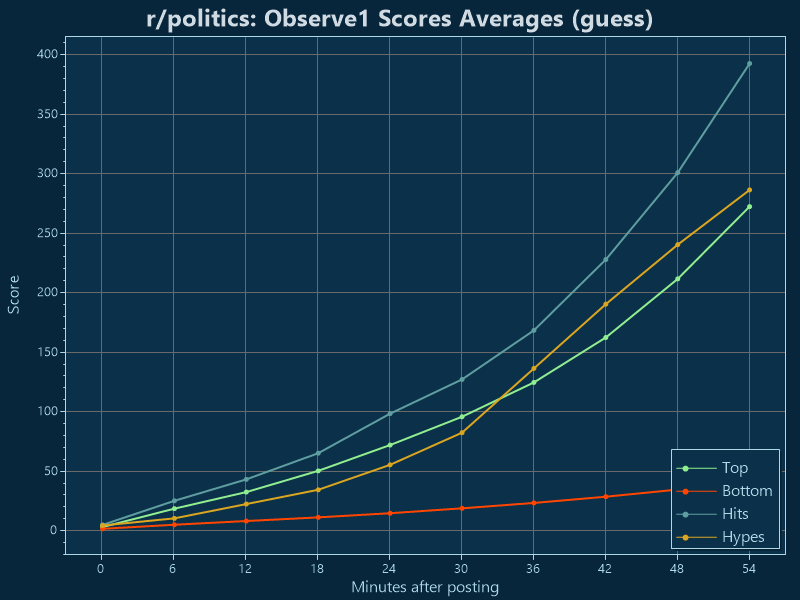 r/politics: Observe1 Scores Averages (guess)
400
350
300
250
200
150
100
50
0
Score
Top
Bottom
Hits
Hypes
0 6 12 18 24 30 36 42 48 54
Minutes after posting